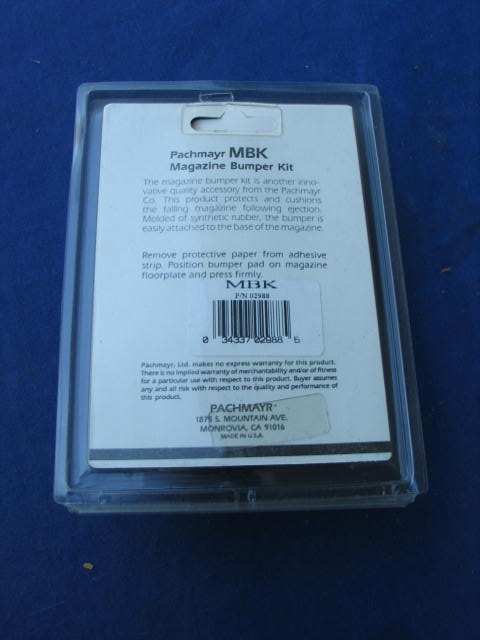 Pachmayr MBK
Magazine Bumper Kit
The magazine bumper kit is another inno-
vative quality accessory from the Pachmayr
Co. This product protects and cushions
the falling magazine following ejection.
Molded of synthetic rubber, the bumper is
easily attached to the base of the magazine.
Remove protective paper from adhesive
strip. Position bumper pad on magazine
floorplate and press firmly.
MBK
P/N 02988
0 34337 02988 5
Pachmayr, Ltd. makes no express warranty for this product.
There is no implied warranty of merchantability and/or of fitness
for a particular use with respect to this product. Buyer assumes
any and all risk with respect to the quality and performance of
this product.
PACHMAYR
1875 S. MOUNTAIN AVE.
MONROVIA, CA 91016
MADE IN U.S.A.